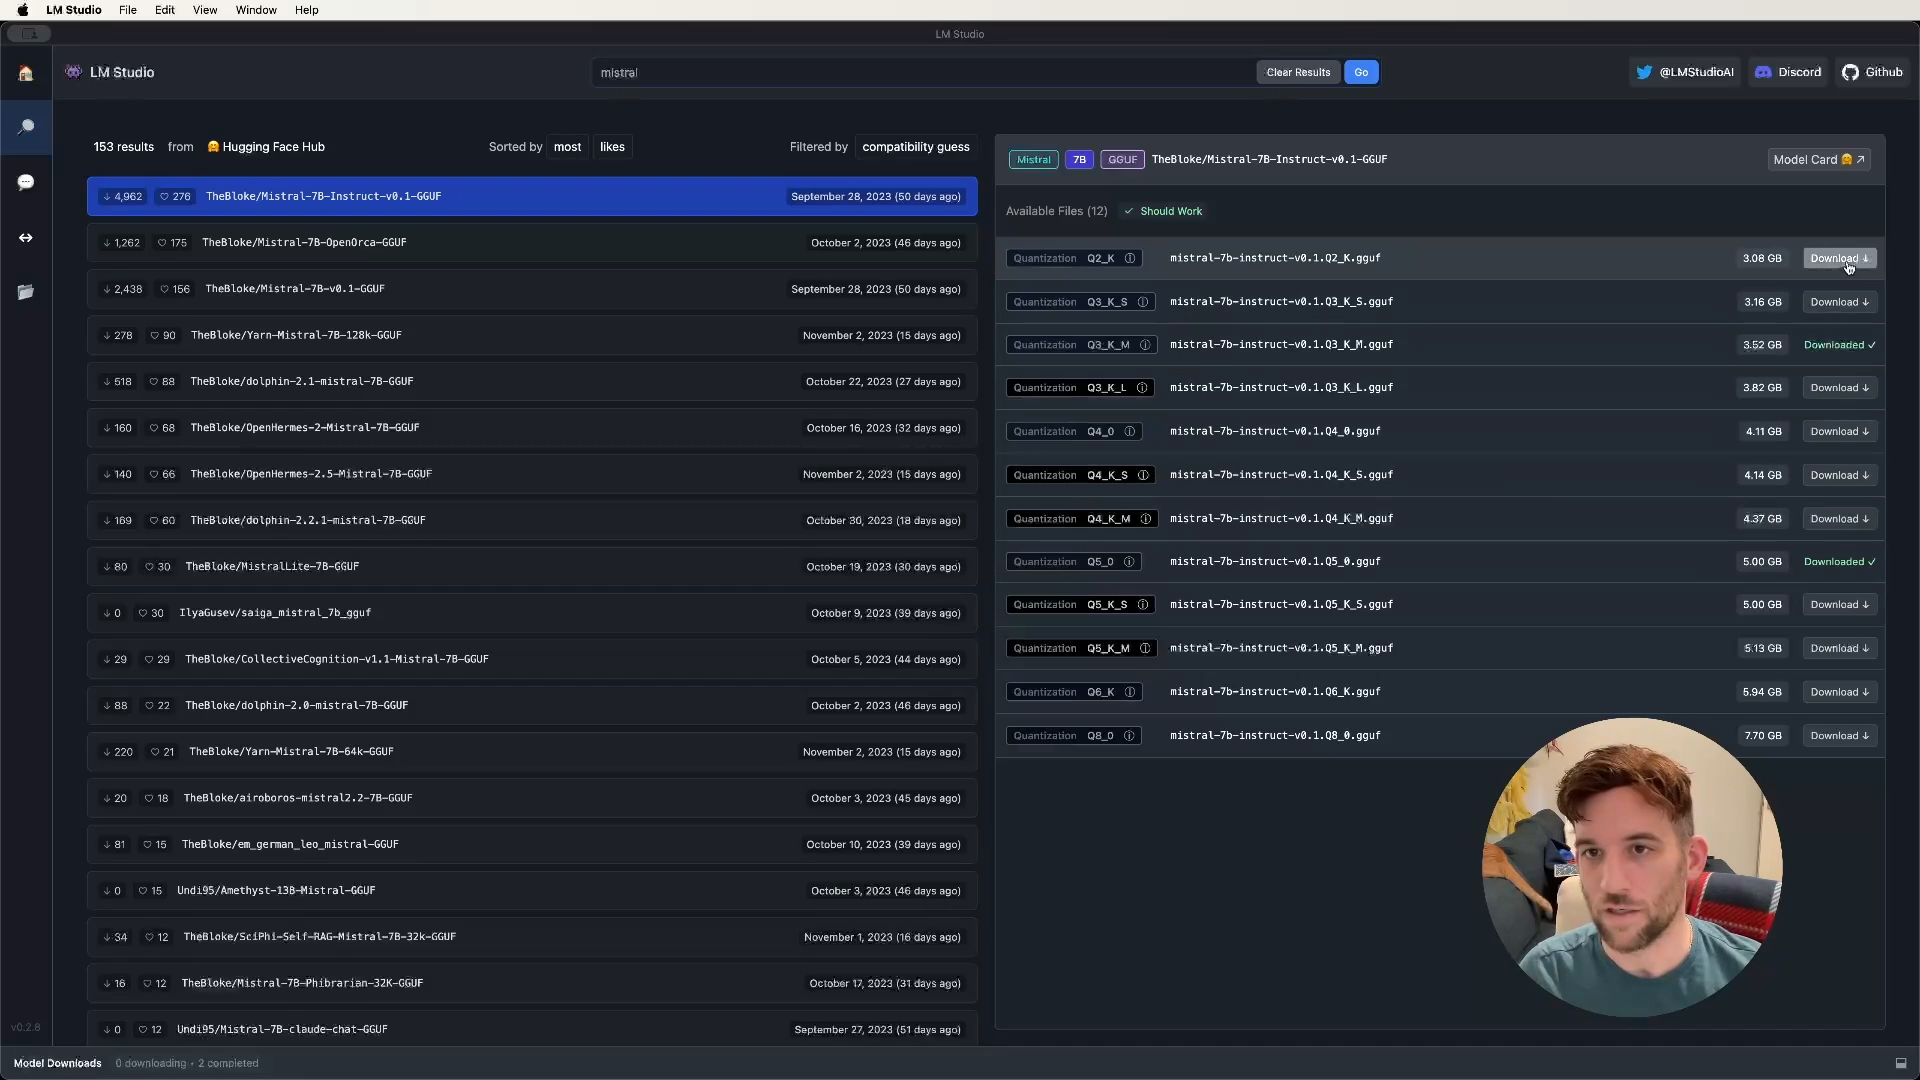 LM Studio File Edit View Window Help
LM Studio
LM Studio
mistral
Clear Results
Go
@LMStudioAI
Discord
Github
153 results from Hugging Face Hub
Sorted by most likes
Filtered by compatibility guess
4,962 276 TheBloke/Mistral-7B-Instruct-v0.1-GGUF September 28, 2023 (50 days ago)
1,262 175 TheBloke/Mistral-7B-OpenOrca-GGUF October 2, 2023 (46 days ago)
2,438 156 TheBloke/Mistral-7B-v0.1-GGUF September 28, 2023 (50 days ago)
278 90 TheBloke/Yarn-Mistral-7B-128k-GGUF November 2, 2023 (15 days ago)
518 88 TheBloke/dolphin-2.1-mistral-7B-GGUF October 22, 2023 (27 days ago)
160 68 TheBloke/OpenHermes-2-Mistral-7B-GGUF October 16, 2023 (32 days ago)
140 66 TheBloke/OpenHermes-2.5-Mistral-7B-GGUF November 2, 2023 (15 days ago)
169 60 TheBloke/dolphin-2.2.1-mistral-7B-GGUF October 30, 2023 (18 days ago)
80 30 TheBloke/MistralLite-7B-GGUF October 19, 2023 (30 days ago)
0 30 IlyaGusev/saiga_mistral_7b_gguf October 9, 2023 (39 days ago)
29 29 TheBloke/CollectiveCognition-v1.1-Mistral-7B-GGUF October 5, 2023 (44 days ago)
88 22 TheBloke/dolphin-2.0-mistral-7B-GGUF October 2, 2023 (46 days ago)
220 21 TheBloke/Yarn-Mistral-7B-64k-GGUF November 2, 2023 (15 days ago)
20 18 TheBloke/airoboros-mistral2.2-7B-GGUF October 3, 2023 (45 days ago)
81 15 TheBloke/em_german_leo_mistral-GGUF October 10, 2023 (39 days ago)
0 15 Undi95/Amethyst-13B-Mistral-GGUF October 3, 2023 (46 days ago)
34 12 TheBloke/SciPhi-Self-RAG-Mistral-7B-32k-GGUF November 1, 2023 (16 days ago)
16 12 TheBloke/Mistral-7B-Phibrarian-32K-GGUF October 17, 2023 (31 days ago)
0 12 Undi95/Mistral-7B-claude-chat-GGUF September 27, 2023 (51 days ago)
Mistral 7B GGUF TheBloke/Mistral-7B-Instruct-v0.1-GGUF Model Card
Available Files (12) Should Work
Quantization Q2_K mistral-7b-instruct-v0.1.Q2_K.gguf 3.08 GB Download
Quantization Q3_K_S mistral-7b-instruct-v0.1.Q3_K_S.gguf 3.16 GB Download
Quantization Q3_K_M mistral-7b-instruct-v0.1.Q3_K_M.gguf 3.52 GB Downloaded
Quantization Q3_K_L mistral-7b-instruct-v0.1.Q3_K_L.gguf 3.82 GB Download
Quantization Q4_0 mistral-7b-instruct-v0.1.Q4_0.gguf 4.11 GB Download
Quantization Q4_K_S mistral-7b-instruct-v0.1.Q4_K_S.gguf 4.14 GB Download
Quantization Q4_K_M mistral-7b-instruct-v0.1.Q4_K_M.gguf 4.37 GB Download
Quantization Q5_0 mistral-7b-instruct-v0.1.Q5_0.gguf 5.00 GB Downloaded
Quantization Q5_K_S mistral-7b-instruct-v0.1.Q5_K_S.gguf 5.00 GB Download
Quantization Q5_K_M mistral-7b-instruct-v0.1.Q5_K_M.gguf 5.13 GB Download
Quantization Q6_K mistral-7b-instruct-v0.1.Q6_K.gguf 5.94 GB Download
Quantization Q8_0 mistral-7b-instruct-v0.1.Q8_0.gguf 7.70 GB Download
v0.2.8
Model Downloads 0 downloading • 2 completed